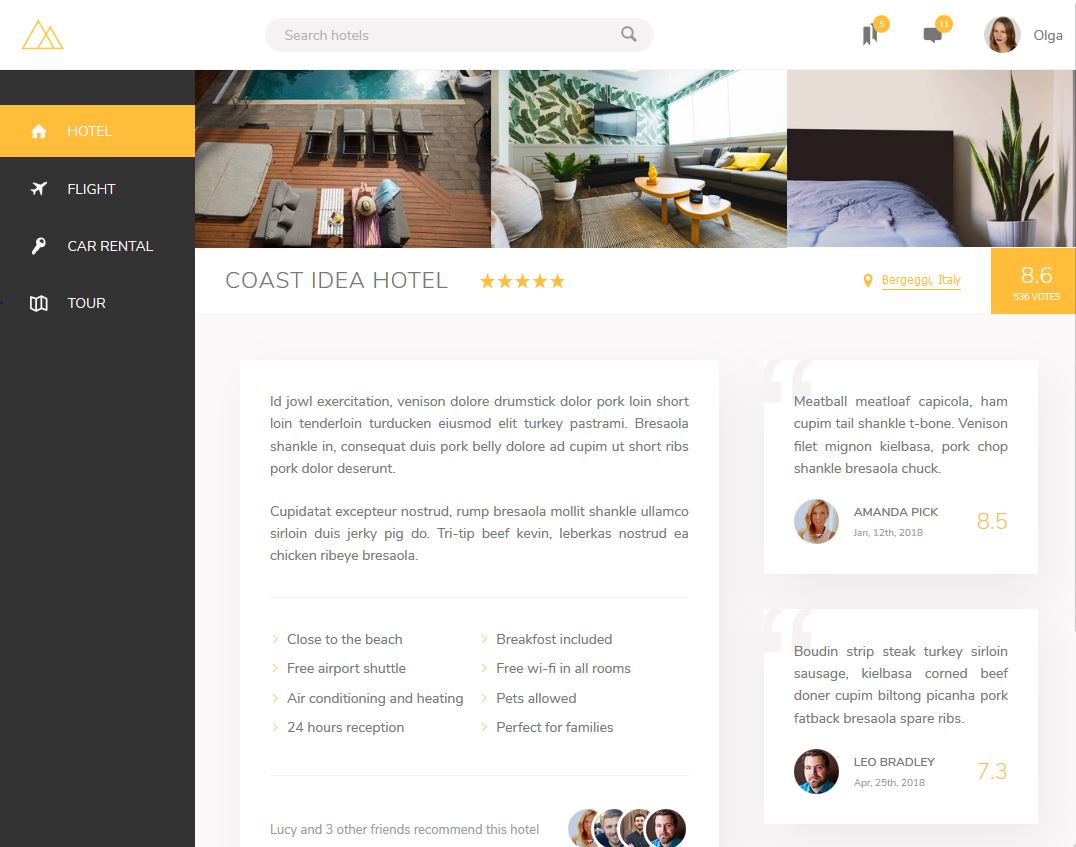 Search hotels
5
11
Olga
HOTEL
FLIGHT
CAR RENTAL
TOUR
COAST IDEA HOTEL
Bergeggi, Italy
8.6
536 VOTES
Id jowl exercitation, venison dolore drumstick dolor pork loin short
loin tenderloin turducken eiusmod elit turkey pastrami. Bresaola
shankle in, consequat duis pork belly dolore ad cupim ut short ribs
pork dolor deserunt.
Cupidatat excepteur nostrud, rump bresaola mollit shankle ullamco
sirloin duis jerky pig do. Tri-tip beef kevin, leberkas nostrud ea
chicken ribeye bresaola.
Close to the beach
Free airport shuttle
Air conditioning and heating
24 hours reception
Breakfost included
Free wi-fi in all rooms
Pets allowed
Perfect for families
Lucy and 3 other friends recommend this hotel
“
Meatball meatloaf capicola, ham
cupim tail shankle t-bone. Venison
filet mignon kielbasa, pork chop
shankle bresaola chuck.
AMANDA PICK
Jan, 12th, 2018
8.5
“
Boudin strip steak turkey sirloin
sausage, kielbasa corned beef
doner cupim biltong picanha pork
fatback bresaola spare ribs.
LEO BRADLEY
Apr, 25th, 2018
7.3